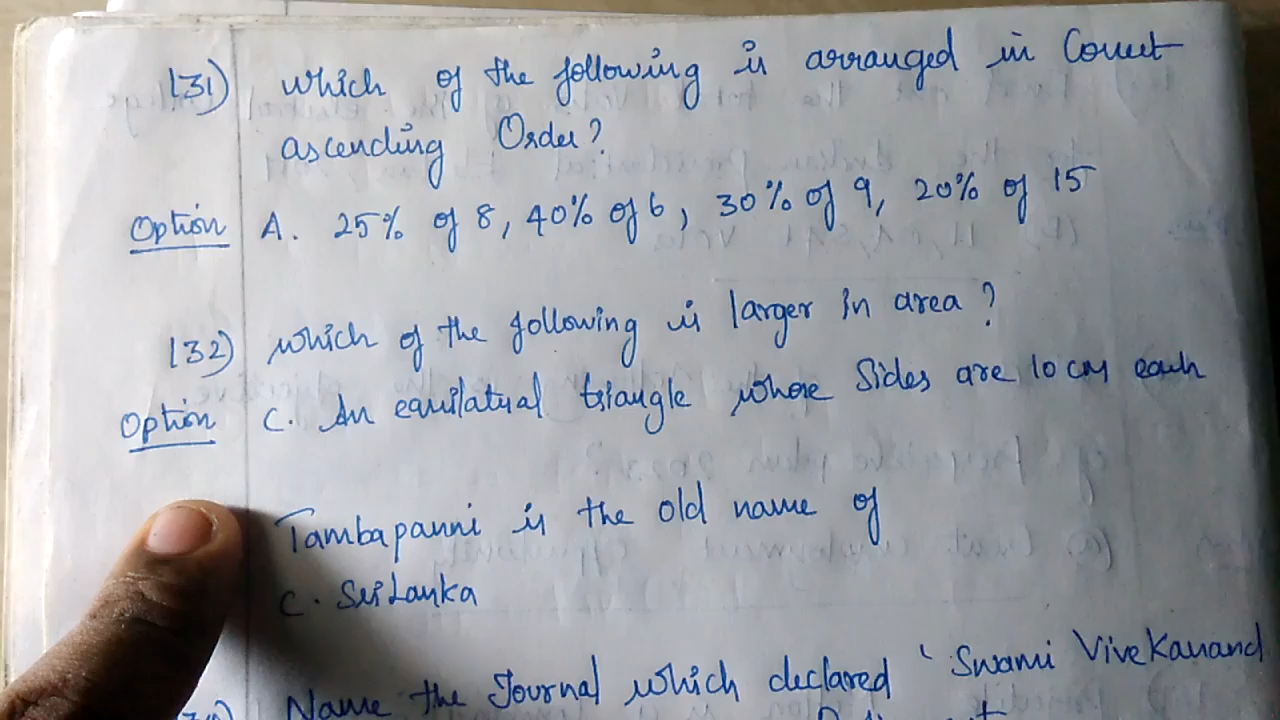 131) which of the following is arranged in Correct
ascending Order?
Option A. 25% of 8, 40% of 6, 30% of 9, 20% of 15
132) which of the following is larger in area?
Option C. An equilatural triangle whose Sides are 10 cm each
Tambapanni is the old name of
C. SriLanka
Name the Journal which declared 'Swami Vivekanand